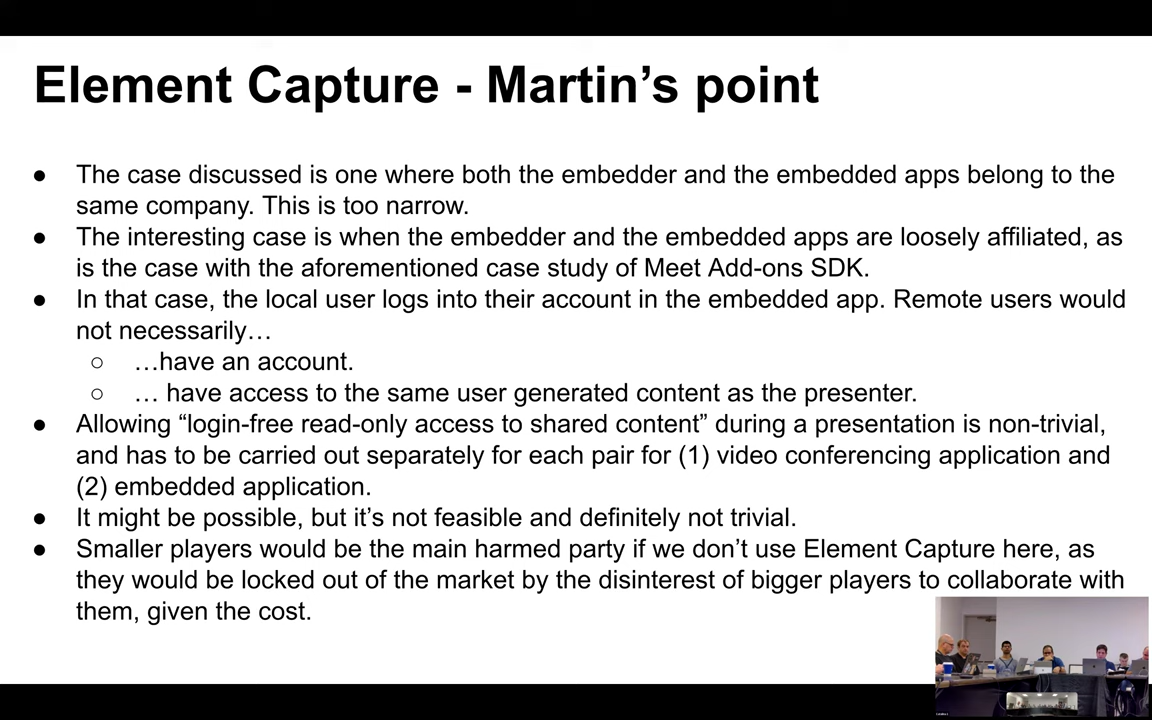 Element Capture - Martin's point
● The case discussed is one where both the embedder and the embedded apps belong to the
same company. This is too narrow.
● The interesting case is when the embedder and the embedded apps are loosely affiliated, as
is the case with the aforementioned case study of Meet Add-ons SDK.
● In that case, the local user logs into their account in the embedded app. Remote users would
not necessarily…
○ …have an account.
○ … have access to the same user generated content as the presenter.
● Allowing “login-free read-only access to shared content” during a presentation is non-trivial,
and has to be carried out separately for each pair for (1) video conferencing application and
(2) embedded application.
● It might be possible, but it’s not feasible and definitely not trivial.
● Smaller players would be the main harmed party if we don’t use Element Capture here, as
they would be locked out of the market by the disinterest of bigger players to collaborate with
them, given the cost.